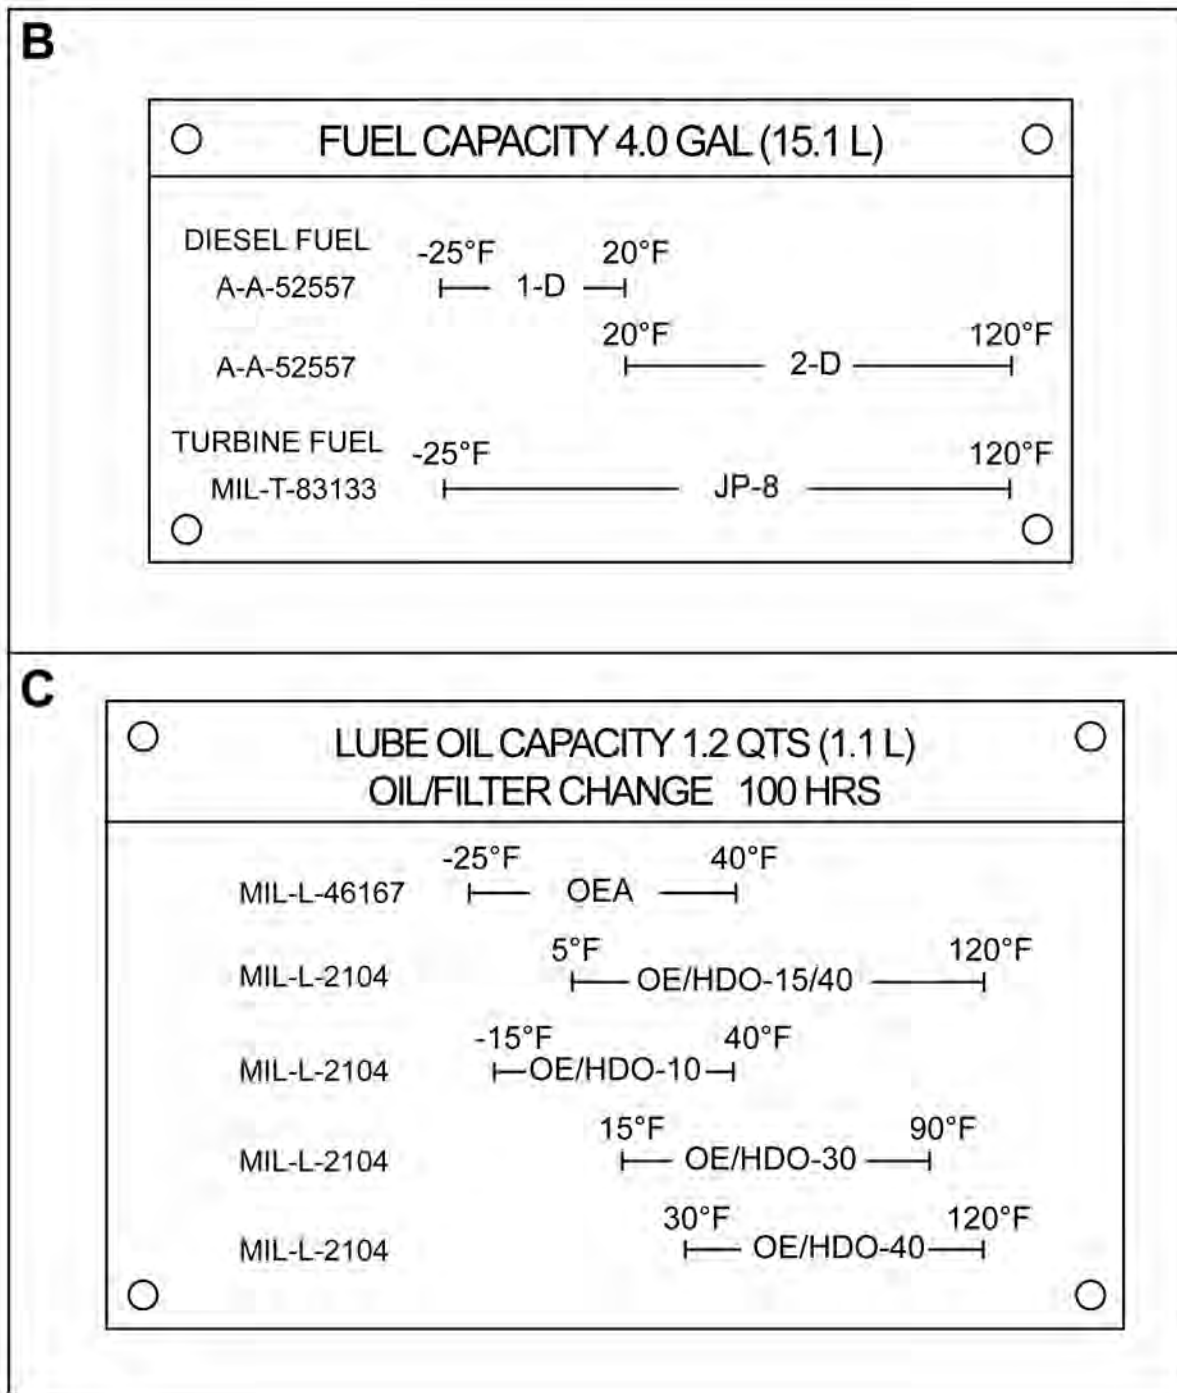 B
FUEL CAPACITY 4.0 GAL (15.1 L)
DIESEL FUEL
-25°F 20°F
A-A-52557 1-D
20°F 120°F
A-A-52557 2-D
TURBINE FUEL
-25°F 120°F
MIL-T-83133 JP-8
C
LUBE OIL CAPACITY 1.2 QTS (1.1 L)
OIL/FILTER CHANGE 100 HRS
-25°F 40°F
MIL-L-46167 OEA
5°F 120°F
MIL-L-2104 OE/HDO-15/40
-15°F 40°F
MIL-L-2104 OE/HDO-10
15°F 90°F
MIL-L-2104 OE/HDO-30
30°F 120°F
MIL-L-2104 OE/HDO-40